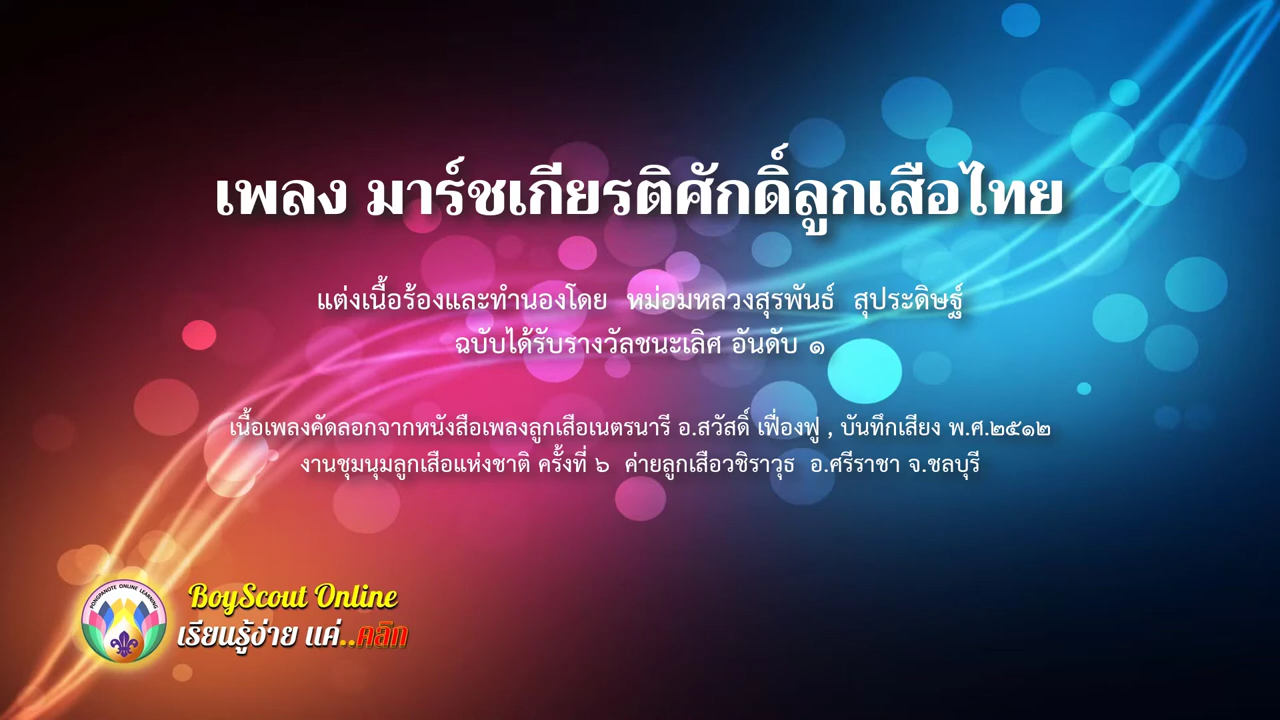 เพลง มาร์ชเกียรติศักดิ์ลูกเสือไทย
แต่งเนื้อร้องและทำนองโดย หม่อมหลวงสุรพันธ์ สุประดิษฐ์
ฉบับได้รับรางวัลชนะเลิศ อันดับ ๑
เนื้อเพลงคัดลอกจากหนังสือเพลงลูกเสือเนตรนารี อ.สวัสดิ์ เฟื่องฟู , บันทึกเสียง พ.ศ.๒๕๑๒
งานชุมนุมลูกเสือแห่งชาติ ครั้งที่ ๖ ค่ายลูกเสือวชิราวุธ อ.ศรีราชา จ.ชลบุรี
PONGPANOTE ONLINE LEARNING
BoyScout Online
เรียนรู้ง่าย แค่..คลิก